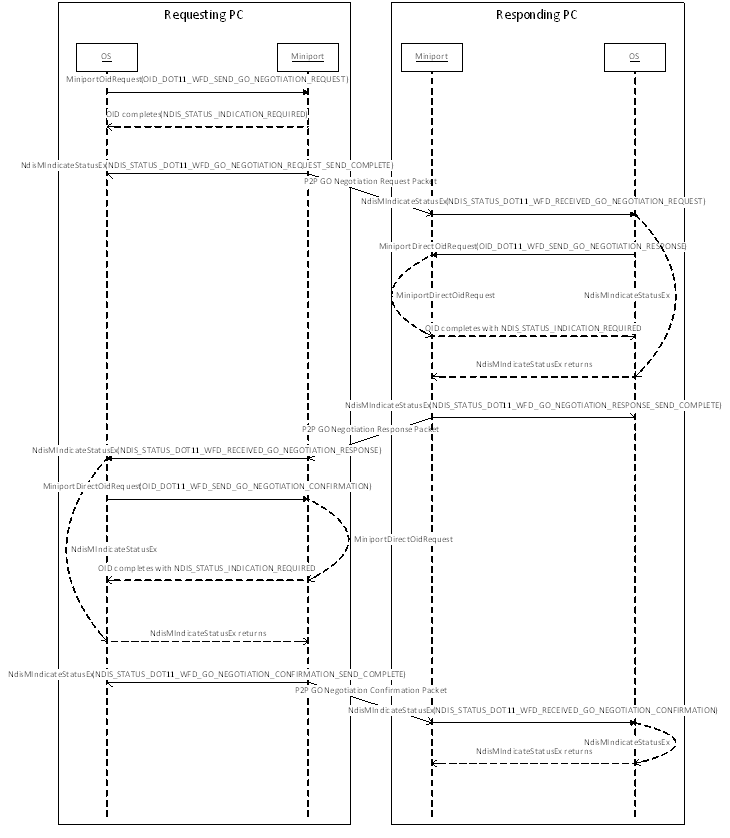 Requesting PC
Responding PC
OS
Miniport
Miniport
OS
MiniportOidRequest(OID_DOT11_WFD_SEND_GO_NEGOTIATION_REQUEST)
OID completes(NDIS_STATUS_INDICATION_REQUIRED)
NdisMIndicateStatusEx(NDIS_STATUS_DOT11_WFD_GO_NEGOTIATION_REQUEST_SEND_COMPLETE)
P2P GO Negotiation Request Packet
NdisMIndicateStatusEx(NDIS_STATUS_DOT11_WFD_RECEIVED_GO_NEGOTIATION_REQUEST)
MiniportDirectOidRequest(OID_DOT11_WFD_SEND_GO_NEGOTIATION_RESPONSE)
MiniportDirectOidRequest
NdisMIndicateStatusEx
OID completes with NDIS_STATUS_INDICATION_REQUIRED
NdisMIndicateStatusEx returns
NdisMIndicateStatusEx(NDIS_STATUS_DOT11_WFD_GO_NEGOTIATION_RESPONSE_SEND_COMPLETE)
P2P GO Negotiation Response Packet
NdisMIndicateStatusEx(NDIS_STATUS_DOT11_WFD_RECEIVED_GO_NEGOTIATION_RESPONSE)
MiniportDirectOidRequest(OID_DOT11_WFD_SEND_GO_NEGOTIATION_CONFIRMATION)
MiniportDirectOidRequest
NdisMIndicateStatusEx
OID completes with NDIS_STATUS_INDICATION_REQUIRED
NdisMIndicateStatusEx returns
NdisMIndicateStatusEx(NDIS_STATUS_DOT11_WFD_GO_NEGOTIATION_CONFIRMATION_SEND_COMPLETE)
P2P GO Negotiation Confirmation Packet
NdisMIndicateStatusEx(NDIS_STATUS_DOT11_WFD_RECEIVED_GO_NEGOTIATION_CONFIRMATION)
NdisMIndicateStatusEx
NdisMIndicateStatusEx returns